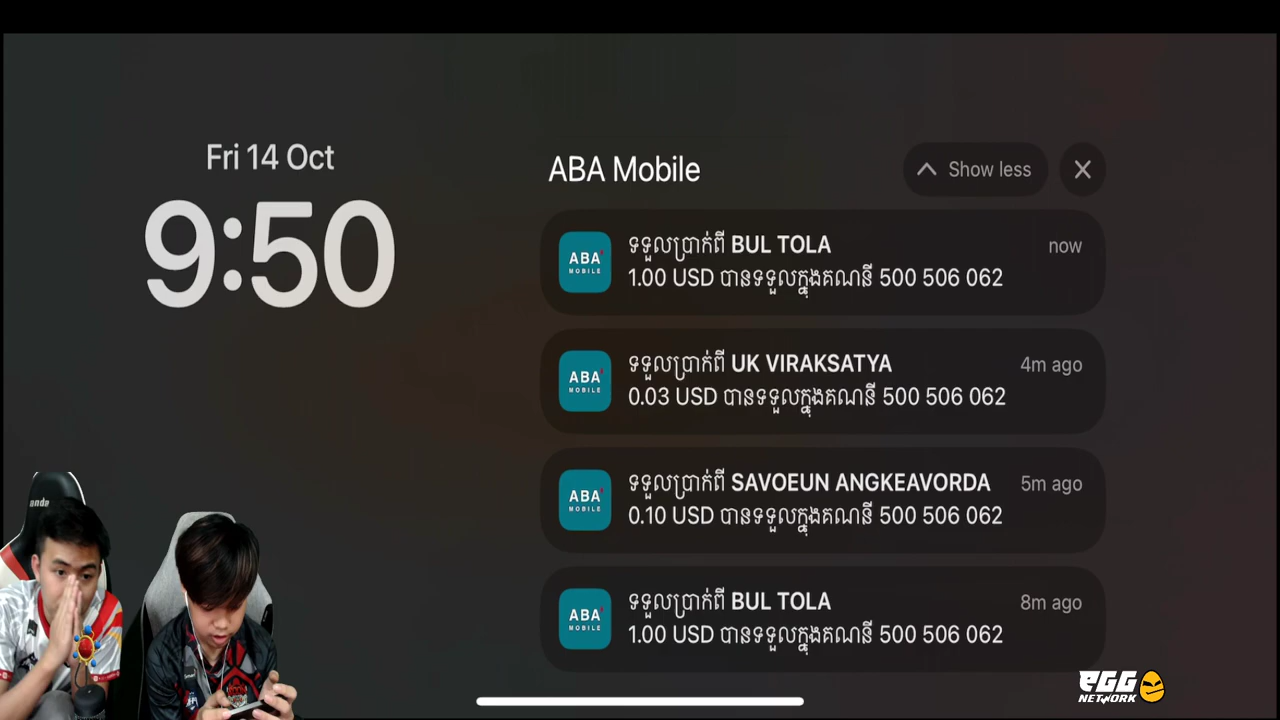 Fri 14 Oct
9:50
ABA Mobile
Show less
ABA MOBILE
ទទួលប្រាក់ពី BUL TOLA
now
1.00 USD បានទទួលក្នុងគណនី 500 506 062
ABA MOBILE
ទទួលប្រាក់ពី UK VIRAKSATYA
4m ago
0.03 USD បានទទួលក្នុងគណនី 500 506 062
ABA MOBILE
ទទួលប្រាក់ពី SAVOEUN ANGKEAVORDA
5m ago
0.10 USD បានទទួលក្នុងគណនី 500 506 062
ABA MOBILE
ទទួលប្រាក់ពី BUL TOLA
8m ago
1.00 USD បានទទួលក្នុងគណនី 500 506 062
anda
EGG
NETWORK